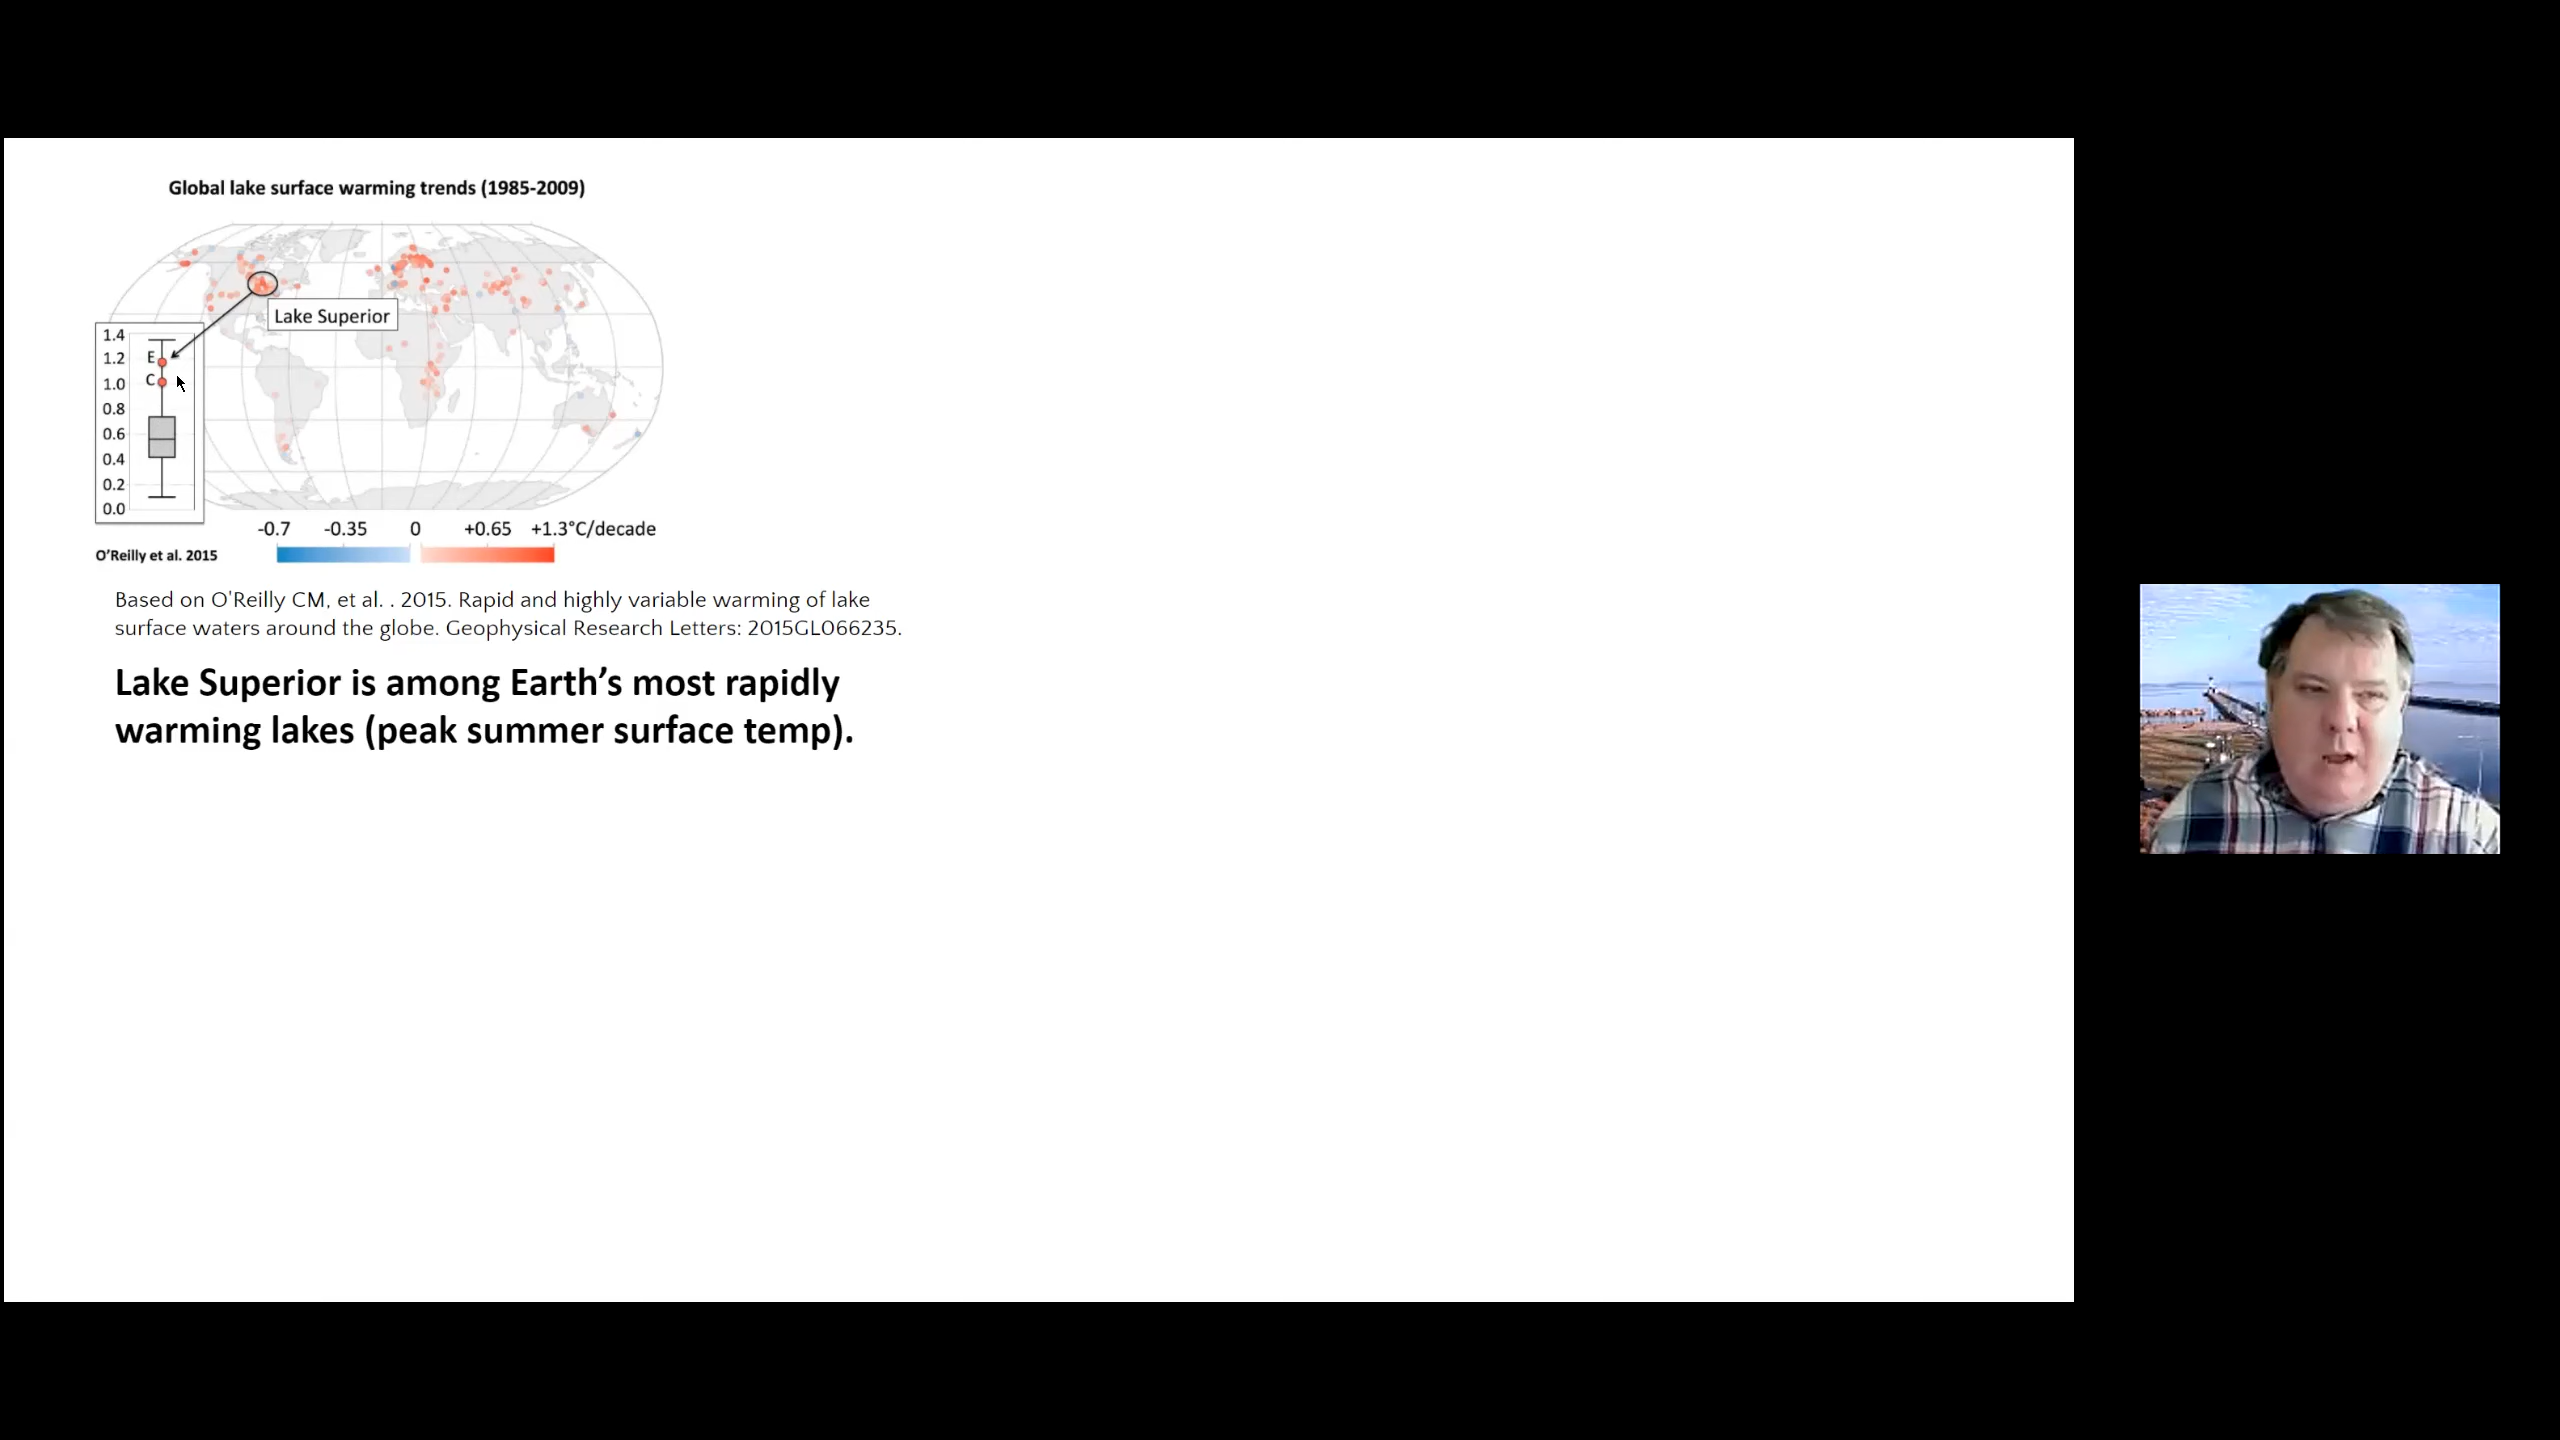 Global lake surface warming trends (1985-2009)
Lake Superior
1.4
1.2
1.0
0.8
0.6
0.4
0.2
0.0
E
C
-0.7 -0.35 0 +0.65 +1.3°C/decade
O’Reilly et al. 2015
Based on O'Reilly CM, et al. . 2015. Rapid and highly variable warming of lake
surface waters around the globe. Geophysical Research Letters: 2015GL066235.
Lake Superior is among Earth’s most rapidly
warming lakes (peak summer surface temp).